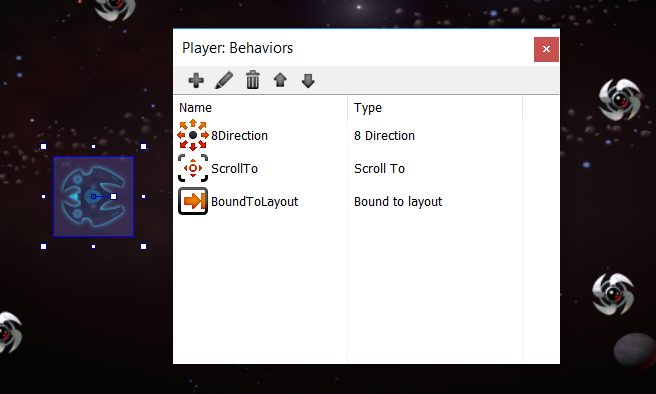 Player: Behaviors
Name Type
8Direction 8 Direction
ScrollTo Scroll To
BoundToLayout Bound to layout